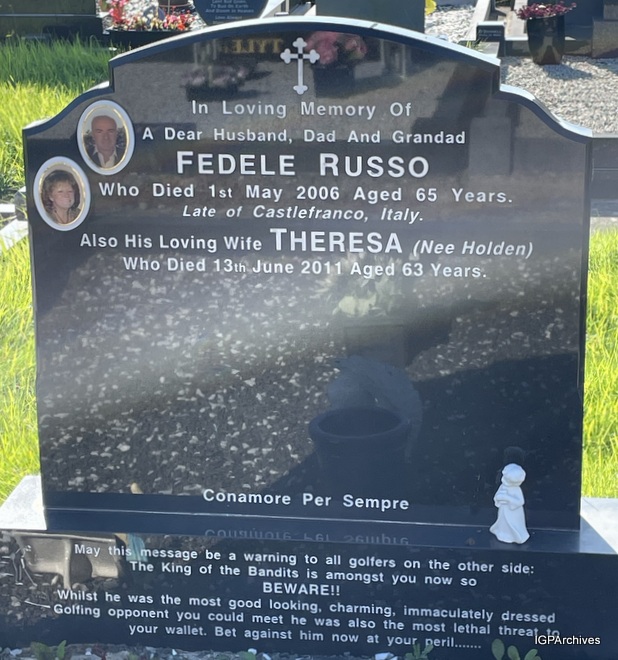 In Loving Memory Of
A Dear Husband, Dad And Grandad
FEDELE RUSSO
Who Died 1st May 2006 Aged 65 Years.
Late of Castlefranco, Italy.
Also His Loving Wife THERESA (Nee Holden)
Who Died 13th June 2011 Aged 63 Years.
Conamore Per Sempre
May this message be a warning to all golfers on the other side:
The King of the Bandits is amongst you now so
BEWARE!!
Whilst he was the most good looking, charming, immaculately dressed
Golfing opponent you could meet he was also the most lethal threat to
your wallet. Bet against him now at your peril.......
IGPArchives